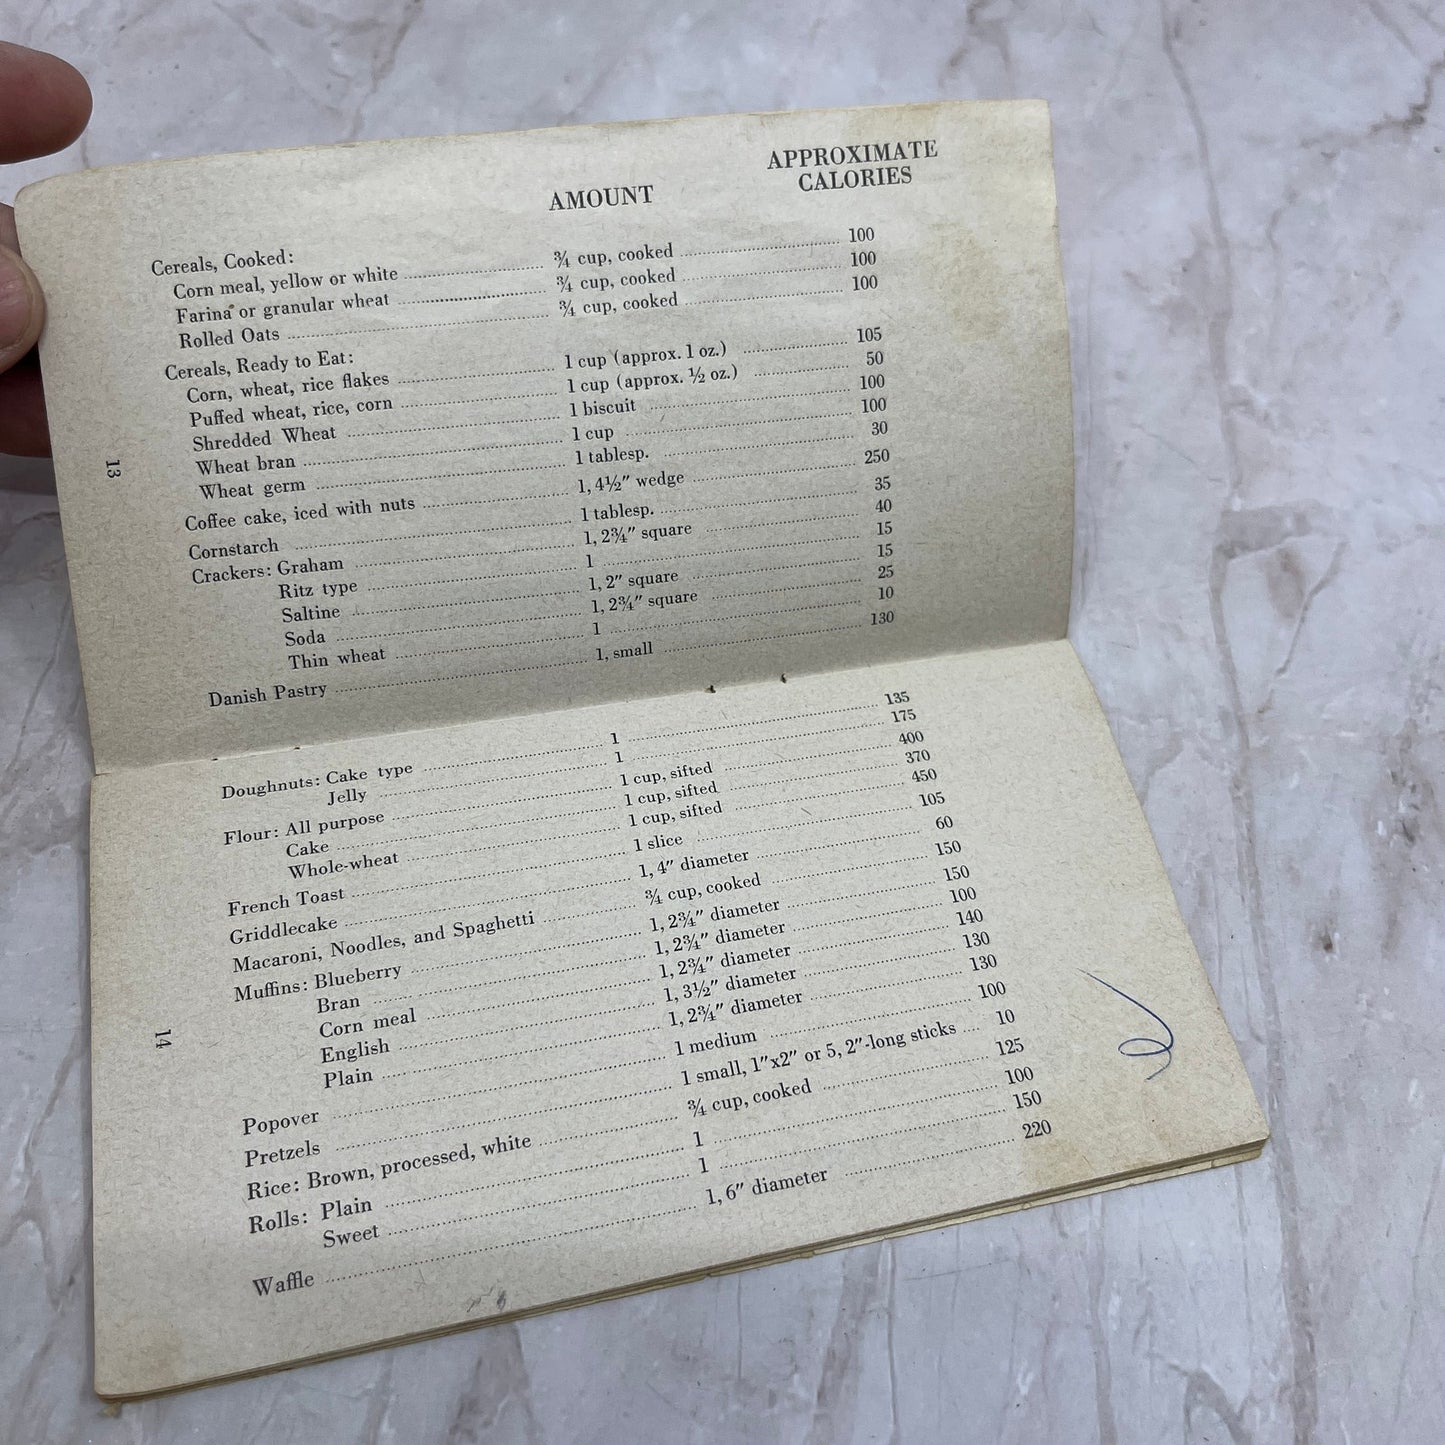 AMOUNT APPROXIMATE CALORIES
Cereals, Cooked:
Corn meal, yellow or white ¾ cup, cooked 100
Farina or granular wheat ¾ cup, cooked 100
Rolled Oats ¾ cup, cooked 100
Cereals, Ready to Eat:
Corn, wheat, rice flakes 1 cup (approx. 1 oz.) 105
Puffed wheat, rice, corn 1 cup (approx. ½ oz.) 50
Shredded Wheat 1 biscuit 100
Wheat bran 1 cup 100
Wheat germ 1 tablesp. 30
Coffee cake, iced with nuts 1, 4½" wedge 250
Cornstarch 1 tablesp. 35
Crackers: Graham 1, 2¾" square 40
Ritz type 1 15
Saltine 1, 2" square 15
Soda 1, 2¾" square 25
Thin wheat 1 10
Danish Pastry 1, small 130
13
Doughnuts: Cake type 1 135
Jelly 1 175
Flour: All purpose 1 cup, sifted 400
Cake 1 cup, sifted 370
Whole-wheat 1 cup, sifted 450
French Toast 1 slice 105
Griddlecake 1, 4" diameter 60
Macaroni, Noodles, and Spaghetti ¾ cup, cooked 150
Muffins: Blueberry 1, 2¾" diameter 150
Bran 1, 2¾" diameter 100
Corn meal 1, 2¾" diameter 140
English 1, 3½" diameter 130
Plain 1, 2¾" diameter 130
Popover 1 medium 100
Pretzels 1 small, 1"x2" or 5, 2"-long sticks 10
Rice: Brown, processed, white ¾ cup, cooked 125
Rolls: Plain 1 100
Sweet 1 150
Waffle 1, 6" diameter 220
14